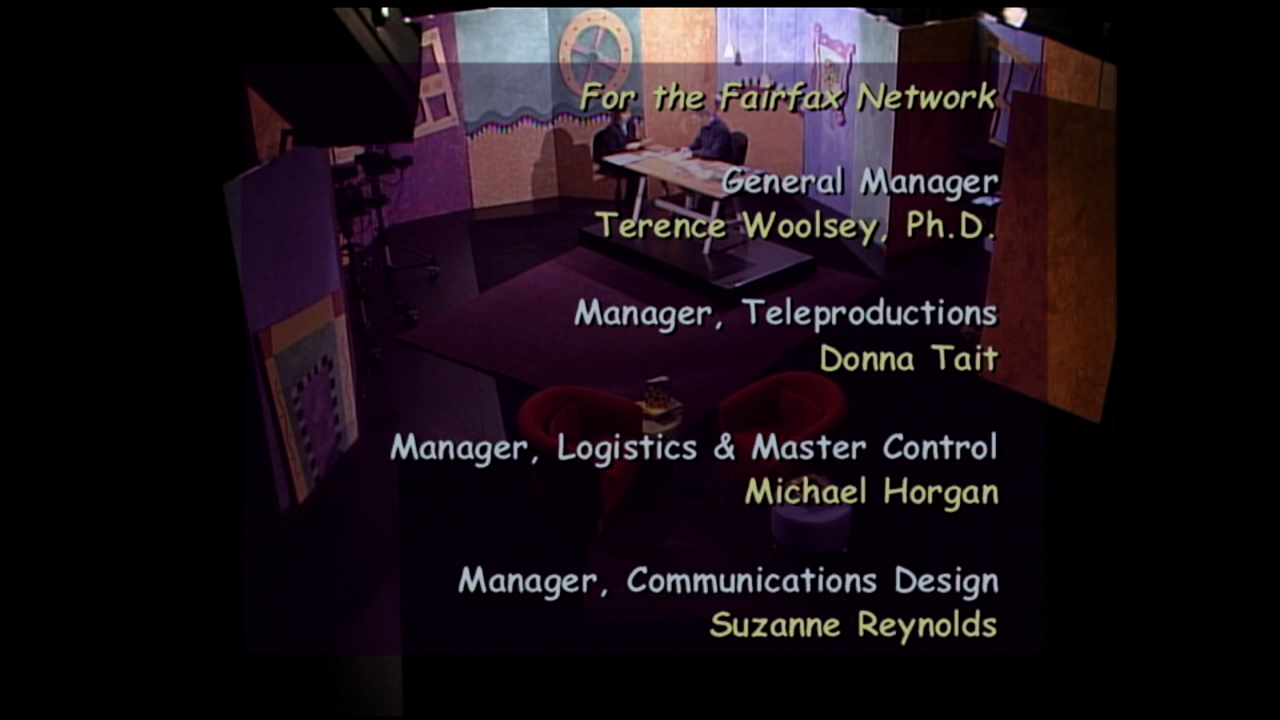 For the Fairfax Network
General Manager
Terence Woolsey, Ph.D.
Manager, Teleproductions
Donna Tait
Manager, Logistics & Master Control
Michael Horgan
Manager, Communications Design
Suzanne Reynolds